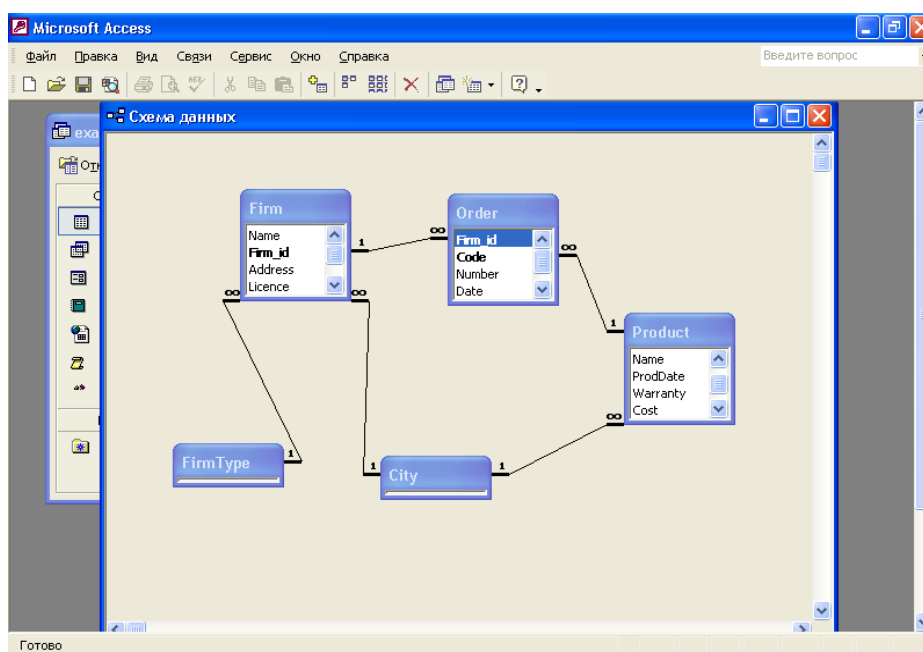 Microsoft Access
Файл Правка Вид Связи Сервис Окно Справка
Введите вопрос
Схема данных
exa
Firm
Name
Firm_id
Address
Licence
Order
Firm_id
Code
Number
Date
Product
Name
ProdDate
Warranty
Cost
FirmType
City
1
∞
∞
1
∞
∞
1
1
1
∞
Готово